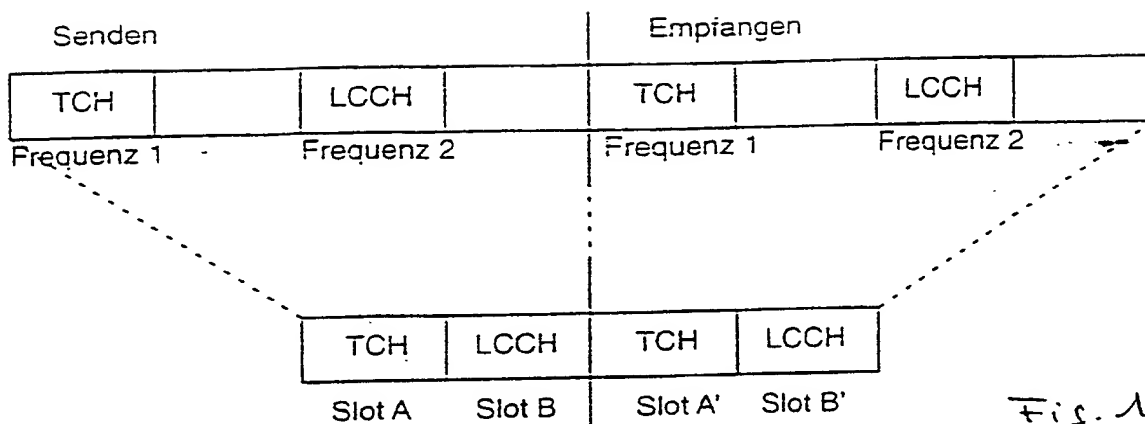 Senden Empfangen
TCH LCCH TCH LCCH
Frequenz 1 Frequenz 2 Frequenz 1 Frequenz 2
TCH LCCH TCH LCCH
Slot A Slot B Slot A' Slot B'
Fig. 1